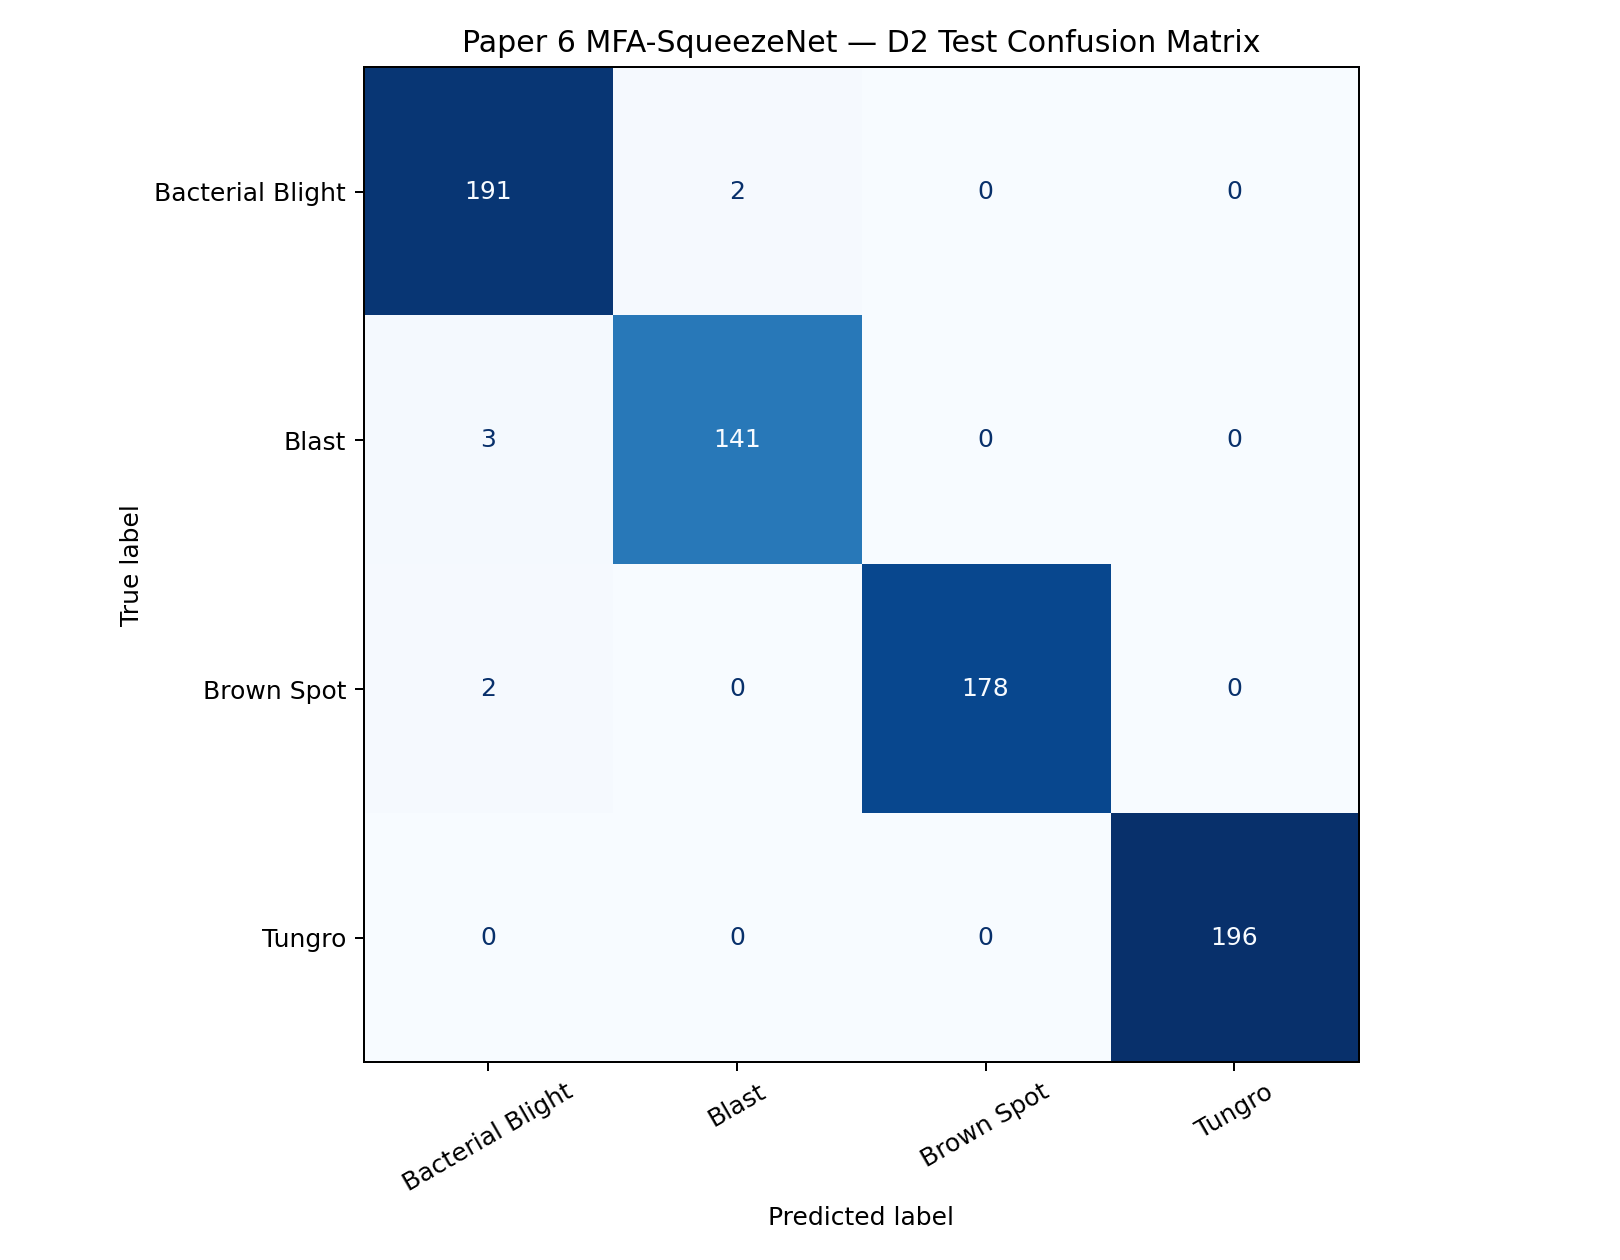 Paper 6 MFA-SqueezeNet — D2 Test Confusion Matrix
Bacterial Blight 191 2 0 0
Blast 3 141 0 0
Brown Spot 2 0 178 0
Tungro 0 0 0 196
True label
Bacterial Blight Blast Brown Spot Tungro
Predicted label